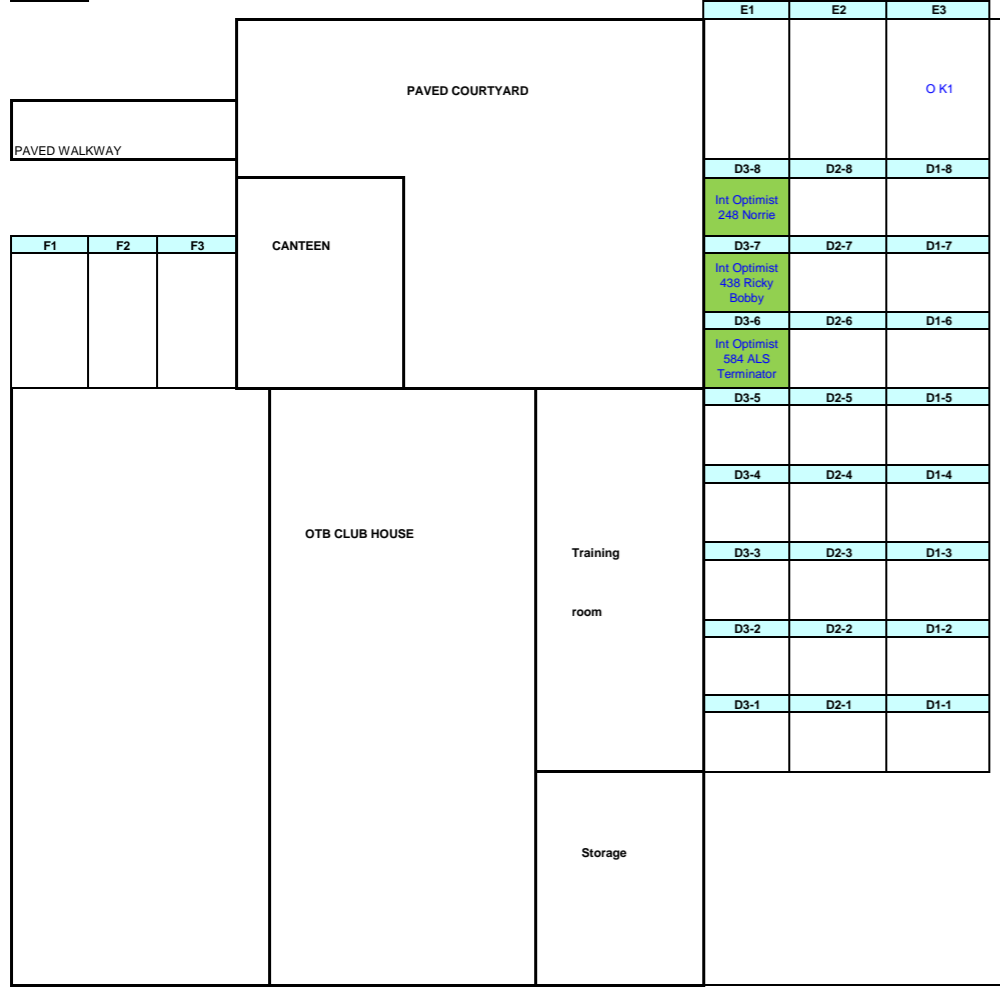 E1 E2 E3
PAVED COURTYARD
O K1
PAVED WALKWAY
D3-8 D2-8 D1-8
Int Optimist
248 Norrie
F1 F2 F3
CANTEEN
D3-7 D2-7 D1-7
Int Optimist
438 Ricky
Bobby
D3-6 D2-6 D1-6
Int Optimist
584 ALS
Terminator
D3-5 D2-5 D1-5
D3-4 D2-4 D1-4
OTB CLUB HOUSE
Training
room
D3-3 D2-3 D1-3
D3-2 D2-2 D1-2
D3-1 D2-1 D1-1
Storage